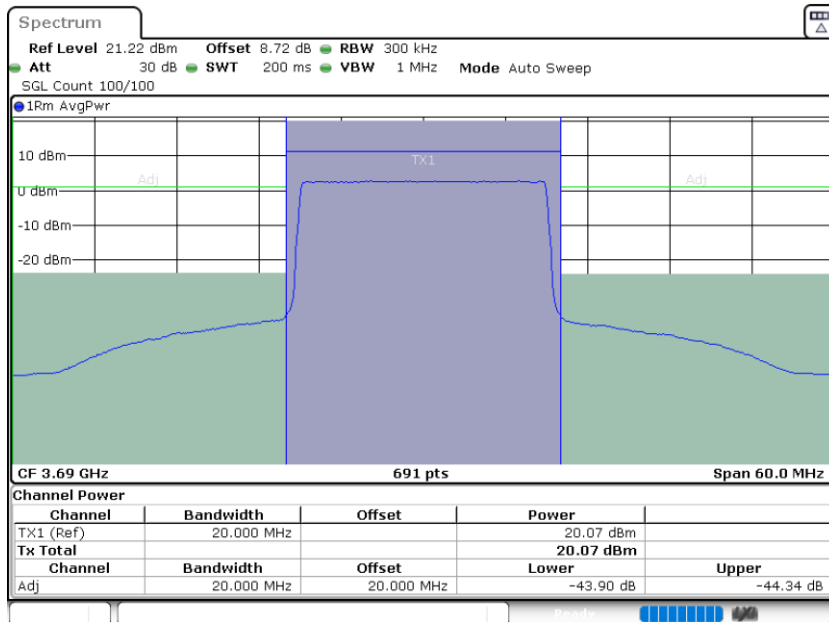 Spectrum
Ref Level 21.22 dBm Offset 8.72 dB RBW 300 kHz
Att 30 dB SWT 200 ms VBW 1 MHz Mode Auto Sweep
SGL Count 100/100
1Rm AvgPwr
10 dBm
TX1
Adj
Adj
0 dBm
-10 dBm
-20 dBm
CF 3.69 GHz 691 pts Span 60.0 MHz
Channel Power
Channel Bandwidth Offset Power
TX1 (Ref) 20.000 MHz 20.07 dBm
Tx Total 20.07 dBm
Channel Bandwidth Offset Lower Upper
Adj 20.000 MHz 20.000 MHz -43.90 dB -44.34 dB
Ready